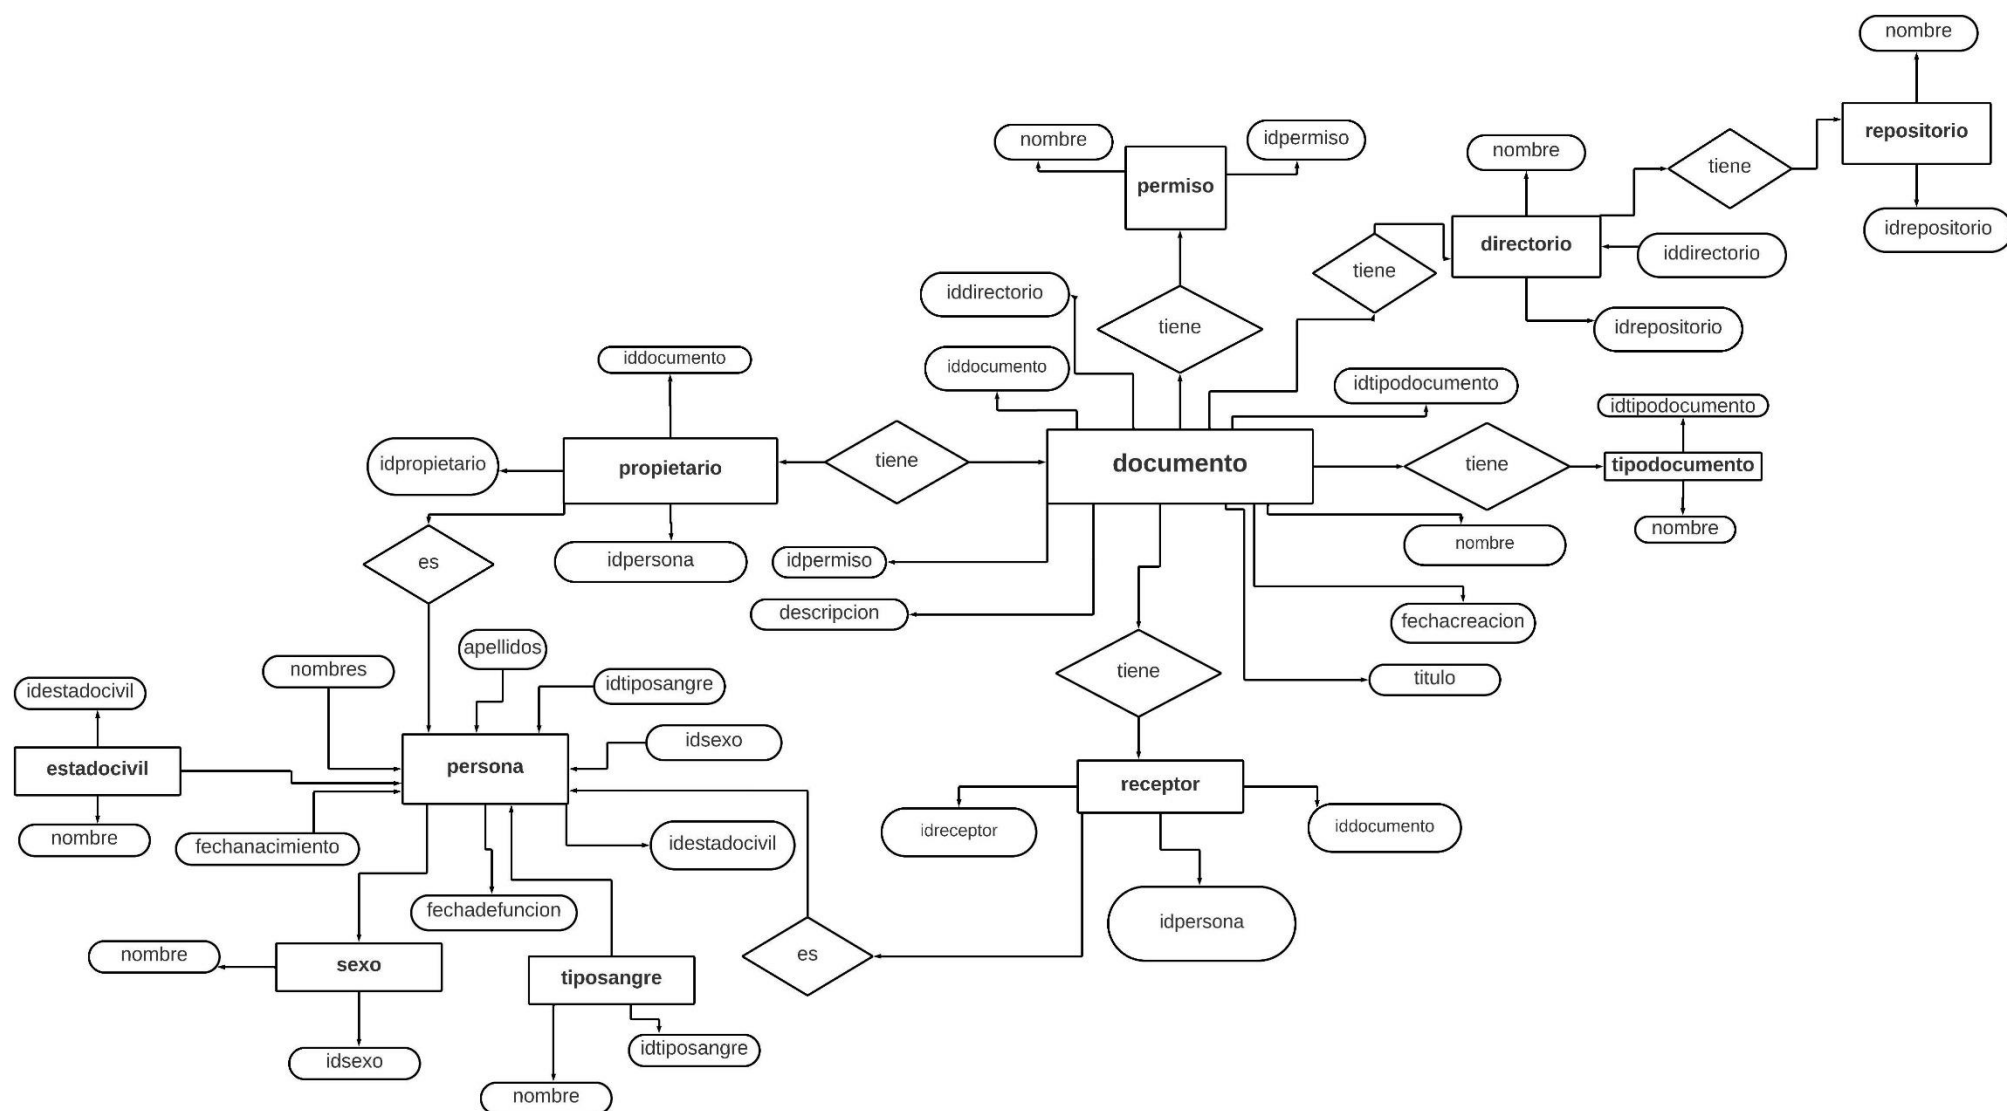 nombre
repositorio
tiene
idrepositorio
nombre
idpermiso
permiso
nombre
directorio
iddirectorio
tiene
idrepositorio
iddirectorio
tiene
iddocumento
iddocumento
idtipodocumento
idtipodocumento
idpropietario
propietario
tiene
documento
tiene
tipodocumento
nombre
nombre
es
idpersona
idpermiso
descripcion
fechacreacion
titulo
tiene
apellidos
nombres
idtiposangre
idestadocivil
idsexo
estadocivil
persona
receptor
nombre
fechanacimiento
idestadocivil
idreceptor
iddocumento
fechadefuncion
idpersona
nombre
sexo
tiposangre
es
idsexo
idtiposangre
nombre